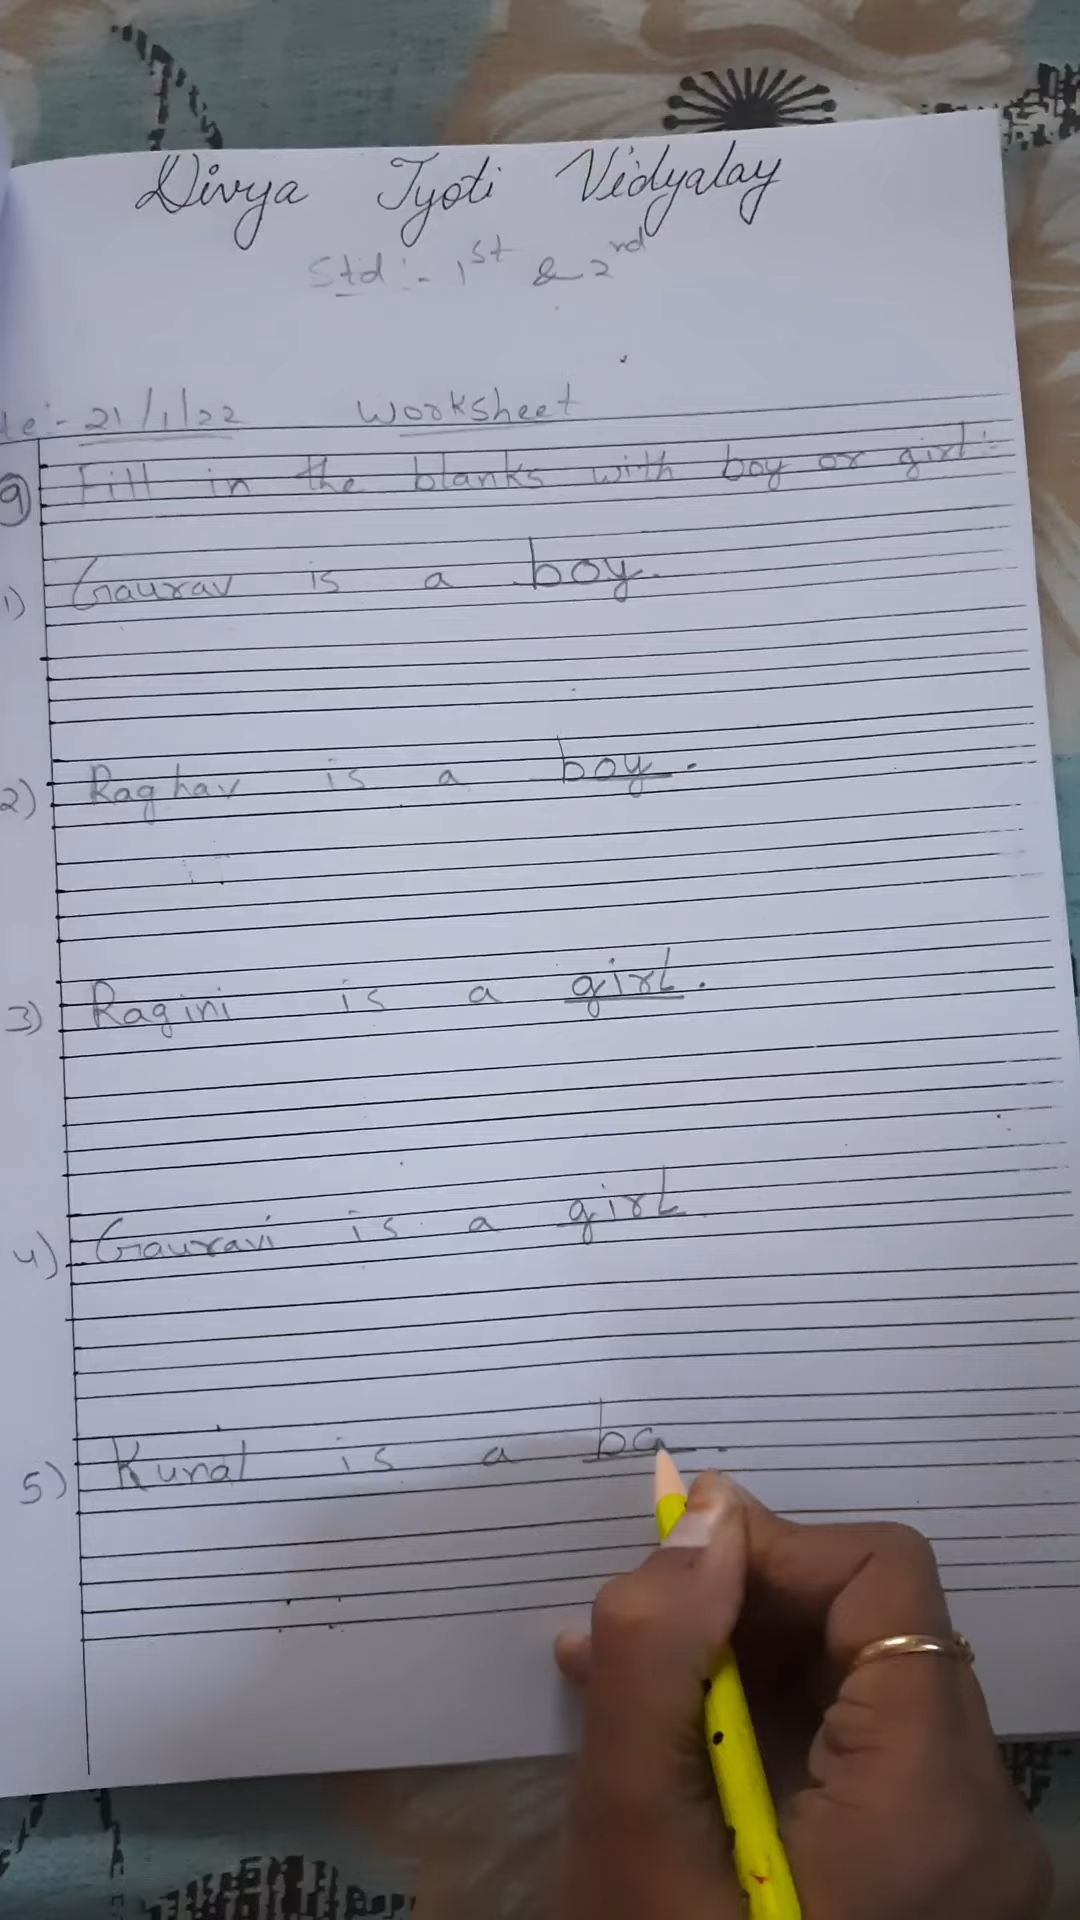 Divya Jyoti Vidyalay
Std :- 1st & 2nd
te :- 21/1/22 Worksheet
9) Fill in the blanks with boy or girl :-
1) Gaurav is a boy.
2) Raghav is a boy.
3) Ragini is a girl.
4) Gauravi is a girl
5) Kunal is a bo .